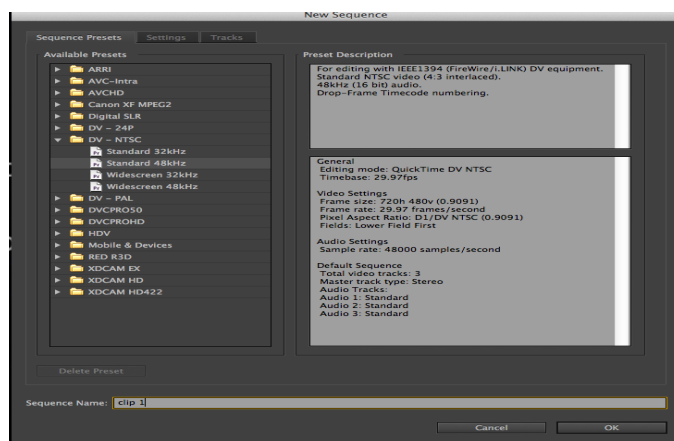 New Sequence
Sequence Presets Settings Tracks
Available Presets
ARRI
AVC-Intra
AVCHD
Canon XF MPEG2
Digital SLR
DV - 24P
DV - NTSC
Standard 32kHz
Standard 48kHz
Widescreen 32kHz
Widescreen 48kHz
DV - PAL
DVCPRO50
DVCPROHD
HDV
Mobile & Devices
RED R3D
XDCAM EX
XDCAM HD
XDCAM HD422
Delete Preset
Preset Description
For editing with IEEE1394 (FireWire/i.LINK) DV equipment.
Standard NTSC video (4:3 interlaced).
48kHz (16 bit) audio.
Drop-Frame Timecode numbering.
General
Editing mode: QuickTime DV NTSC
Timebase: 29.97fps
Video Settings
Frame size: 720h 480v (0.9091)
Frame rate: 29.97 frames/second
Pixel Aspect Ratio: D1/DV NTSC (0.9091)
Fields: Lower Field First
Audio Settings
Sample rate: 48000 samples/second
Default Sequence
Total video tracks: 3
Master track type: Stereo
Audio Tracks:
Audio 1: Standard
Audio 2: Standard
Audio 3: Standard
Sequence Name: clip 1
Cancel OK